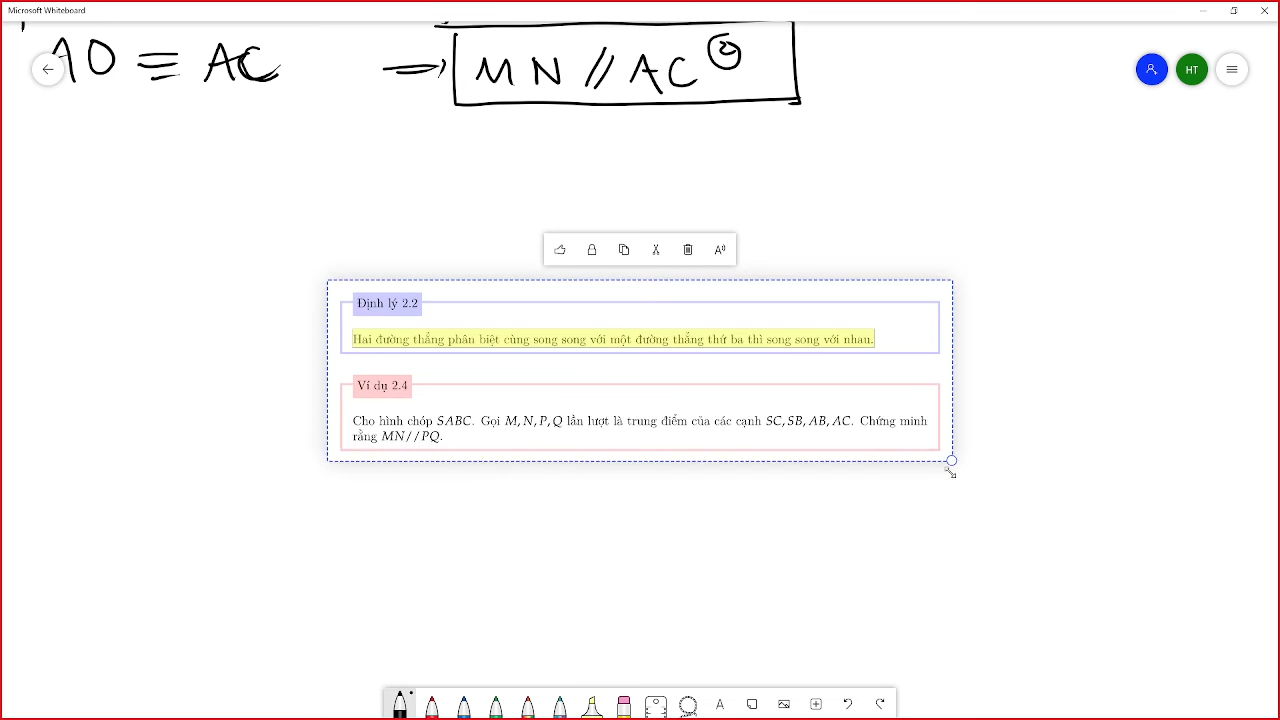 Microsoft Whiteboard
AO ≡ AC → MN // AC ②
HT
Định lý 2.2
Hai đường thẳng phân biệt cùng song song với một đường thẳng thứ ba thì song song với nhau.
Ví dụ 2.4
Cho hình chóp SABC. Gọi M, N, P, Q lần lượt là trung điểm của các cạnh SC, SB, AB, AC. Chứng minh
rằng MN//PQ.